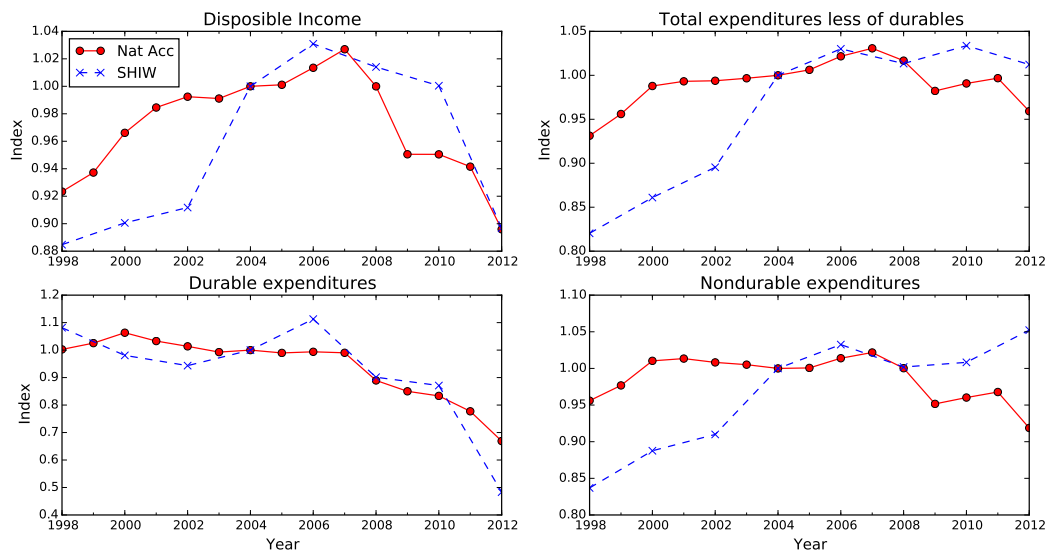 Disposible Income
Index
1.04
1.02
1.00
0.98
0.96
0.94
0.92
0.90
0.88
Nat Acc
SHIW
1998 2000 2002 2004 2006 2008 2010 2012
Total expenditures less of durables
Index
1.05
1.00
0.95
0.90
0.85
0.80
1998 2000 2002 2004 2006 2008 2010 2012
Durable expenditures
Index
1.2
1.1
1.0
0.9
0.8
0.7
0.6
0.5
0.4
1998 2000 2002 2004 2006 2008 2010 2012
Year
Nondurable expenditures
1.10
1.05
1.00
0.95
0.90
0.85
0.80
1998 2000 2002 2004 2006 2008 2010 2012
Year